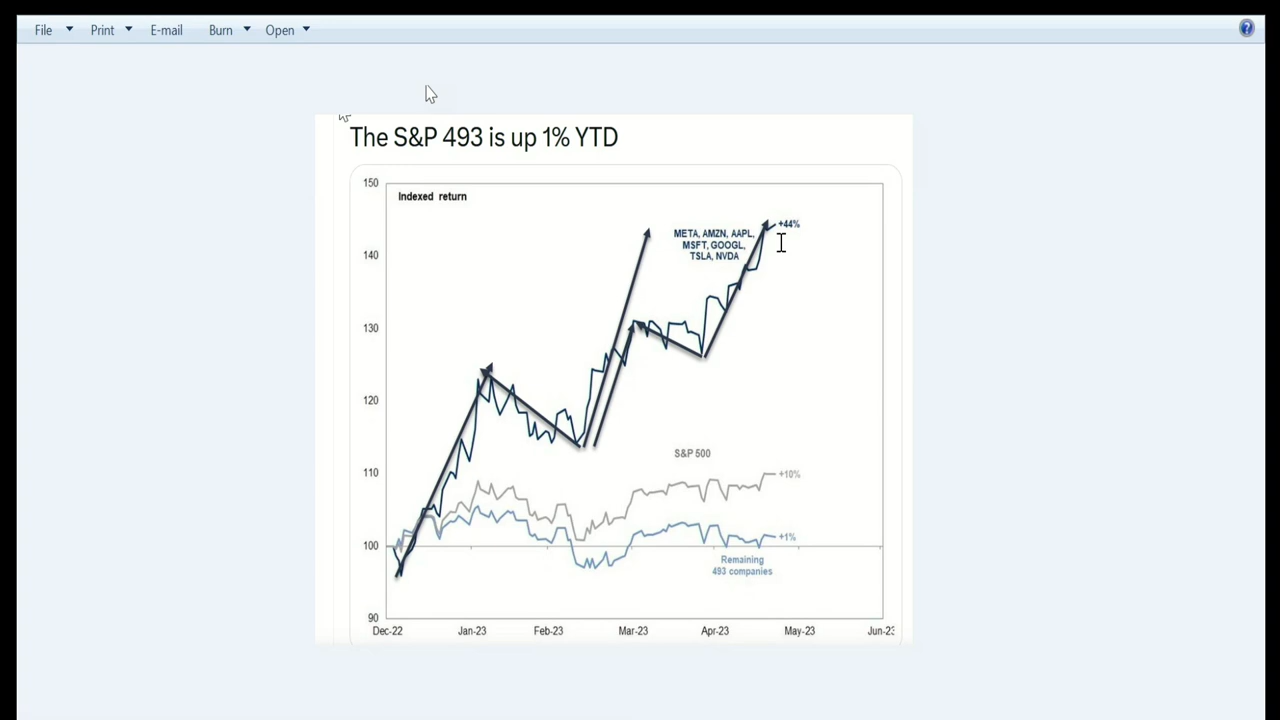 File Print E-mail Burn Open
The S&P 493 is up 1% YTD
150
Indexed return
+44%
META, AMZN, AAPL,
MSFT, GOOGL,
TSLA, NVDA
140
130
120
S&P 500
110
+10%
100
+1%
Remaining
493 companies
90
Dec-22 Jan-23 Feb-23 Mar-23 Apr-23 May-23 Jun-23